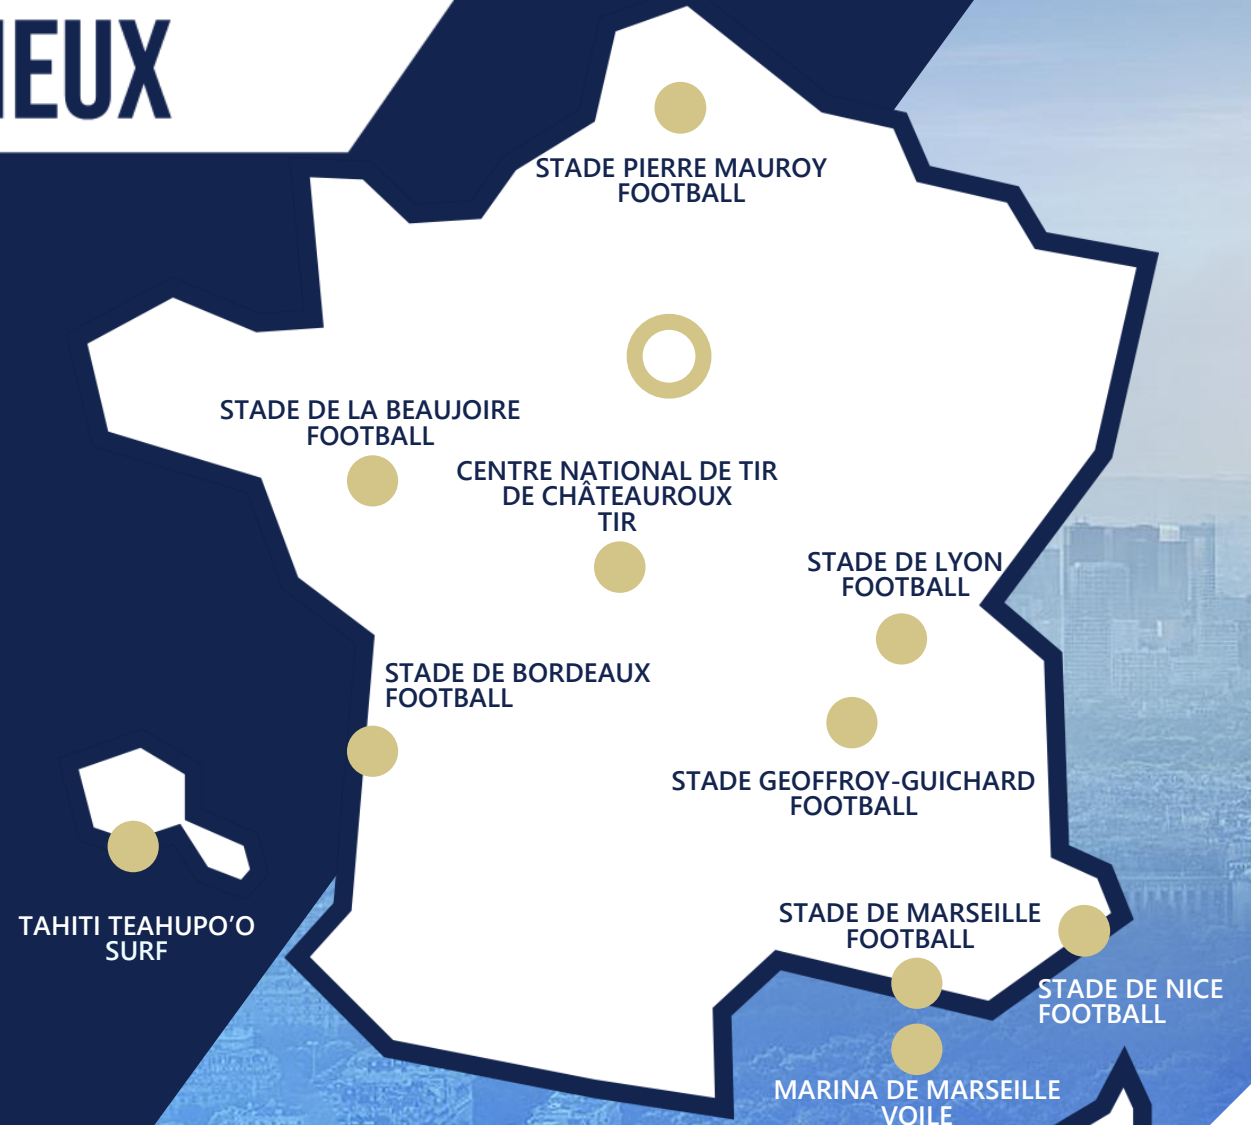 IEUX
STADE PIERRE MAUROY
FOOTBALL
STADE DE LA BEAUJOIRE
FOOTBALL
CENTRE NATIONAL DE TIR
DE CHÂTEAUROUX
TIR
STADE DE LYON
FOOTBALL
STADE DE BORDEAUX
FOOTBALL
STADE GEOFFROY-GUICHARD
FOOTBALL
TAHITI TEAHUPO’O
SURF
STADE DE MARSEILLE
FOOTBALL
STADE DE NICE
FOOTBALL
MARINA DE MARSEILLE
VOILE